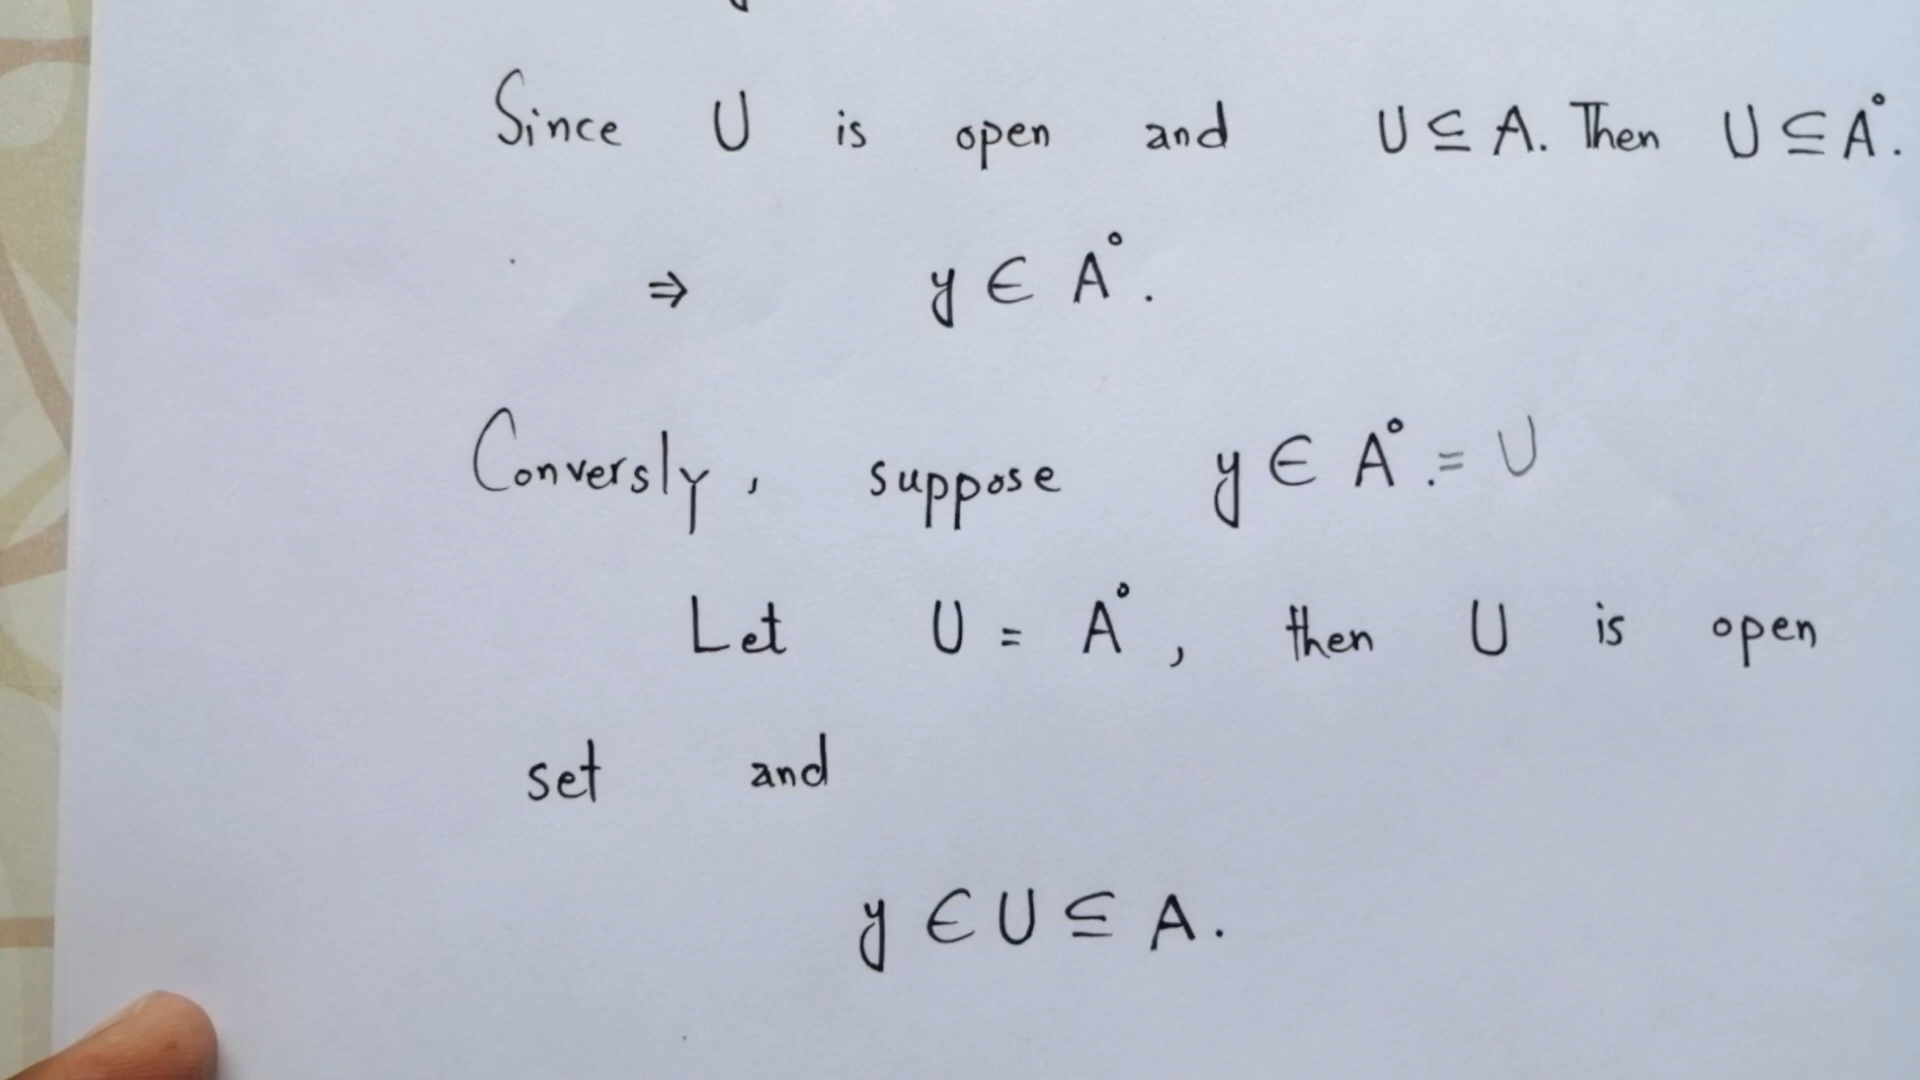 Since U is open and U ⊆ A. Then U ⊆ A°.
⇒ y ∈ A°.
Conversly, suppose y ∈ A°. = U
Let U = A°, then U is open
set and
y ∈ U ⊆ A.